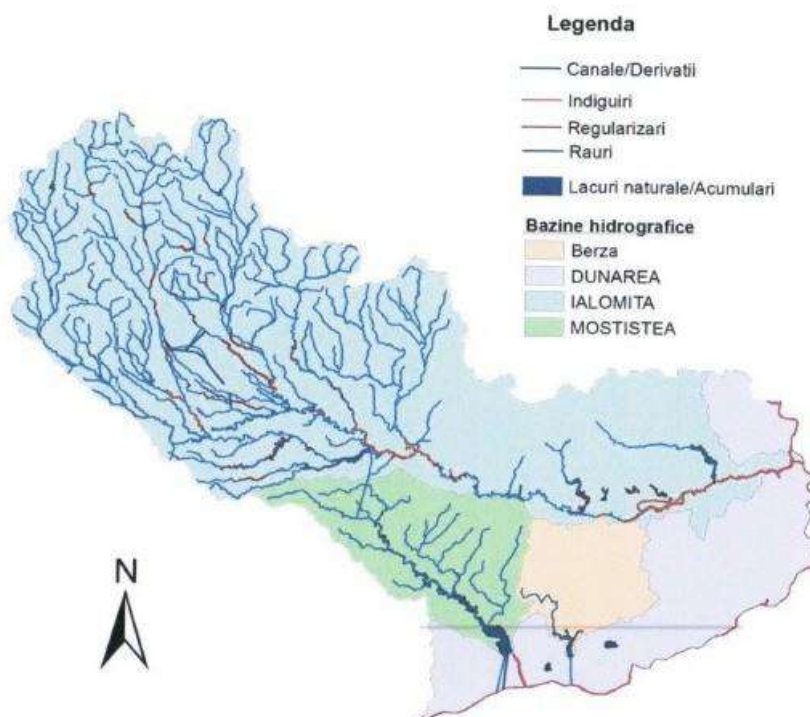 Legenda
Canale/Derivatii
Indiguiri
Regularizari
Rauri
Lacuri naturale/Acumulari
Bazine hidrografice
Berza
DUNAREA
IALOMITA
MOSTISTEA
N